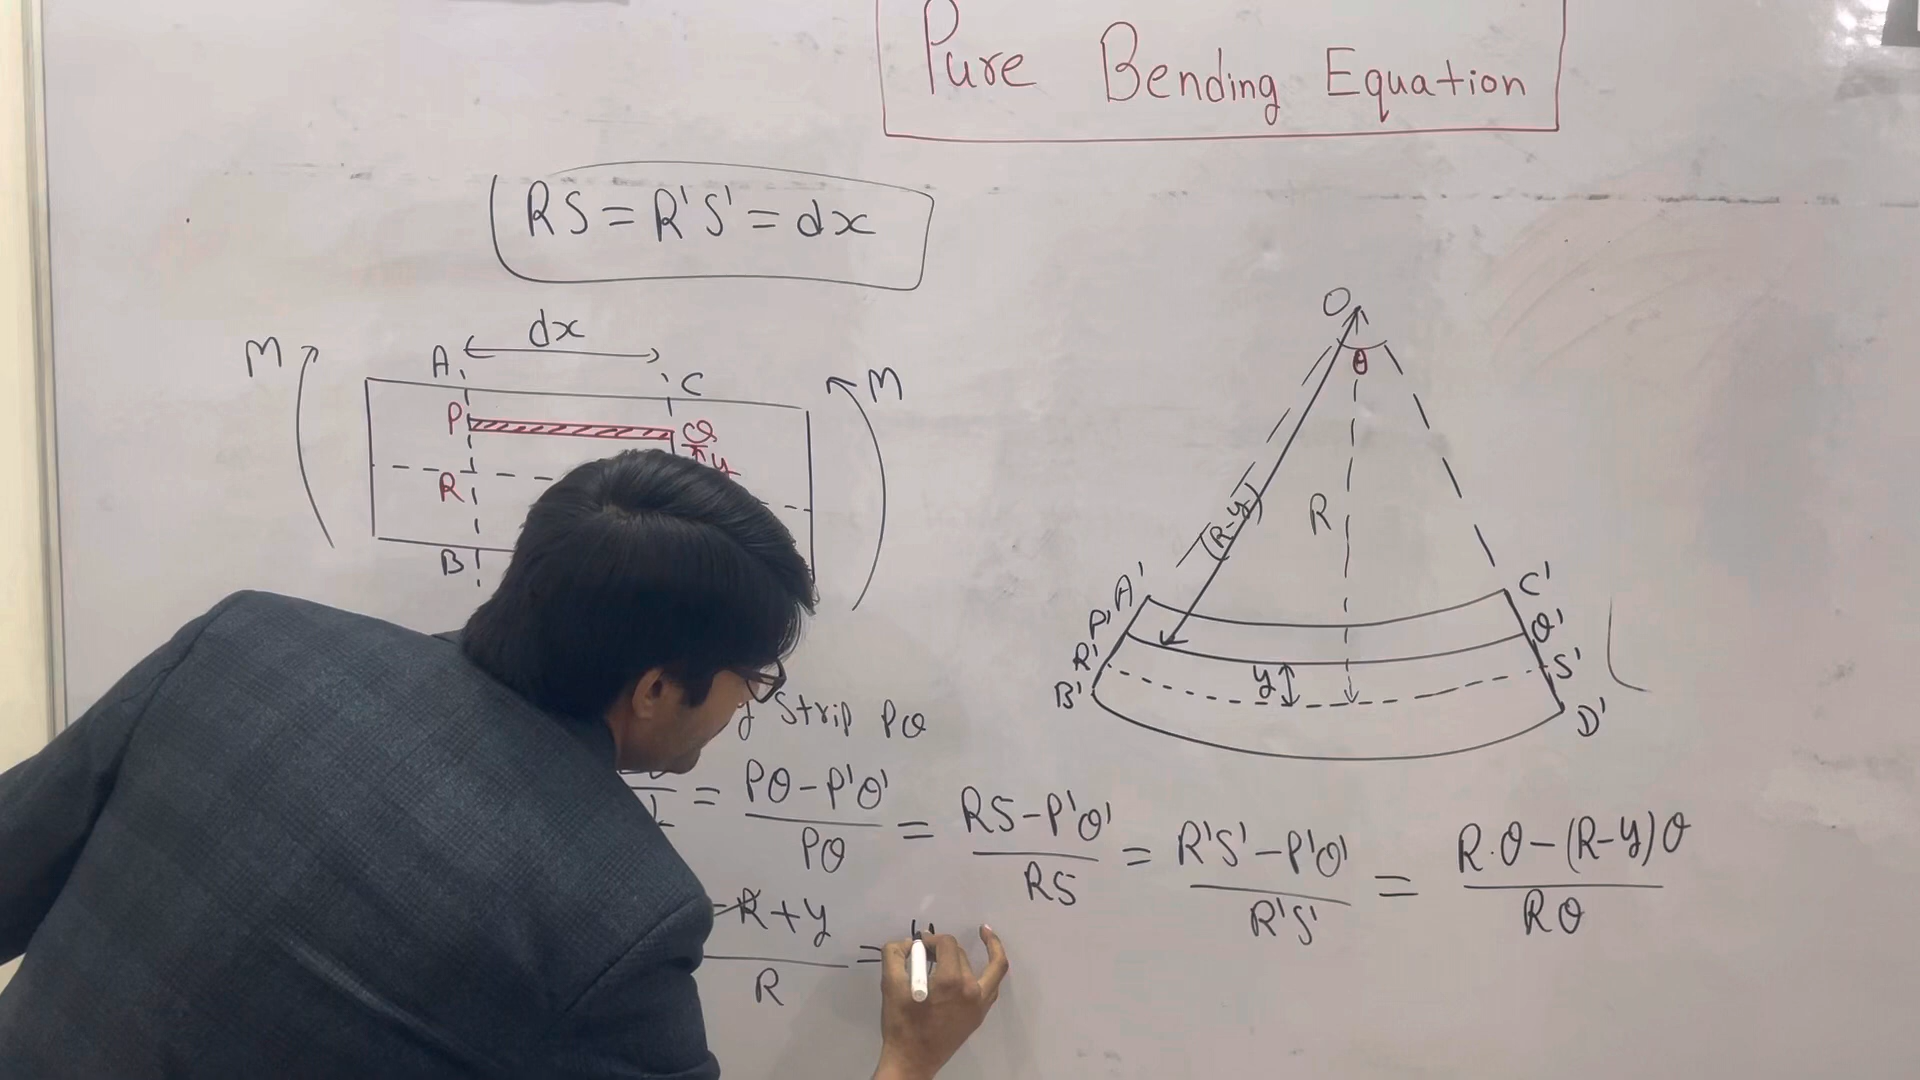 Pure Bending Equation
RS = R'S' = dx
dx
M
A
C
M
P
Q
y
R
B
O
θ
(R-y)
R
A'
C'
P'
Q'
R'
S'
y
B'
D'
Strip PQ
= PQ-P'Q' / PQ = RS-P'Q' / RS = R'S'-P'Q' / R'S' = R.θ-(R-y)θ / Rθ
-R+y / R = y